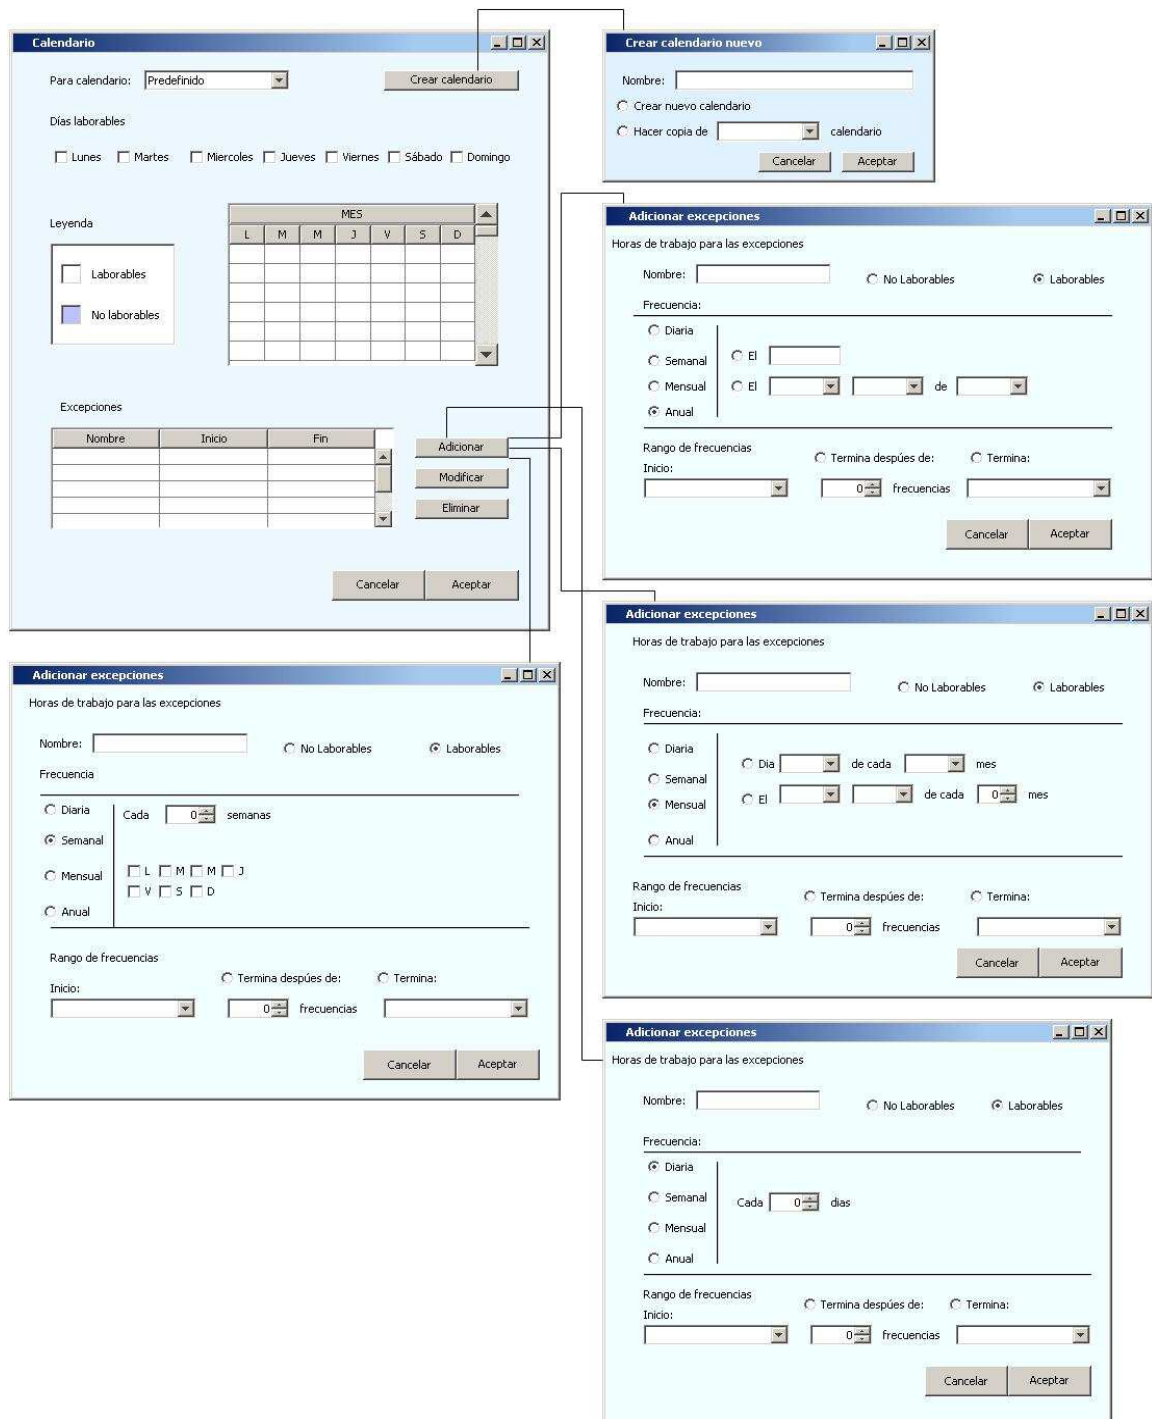 Calendario
Para calendario: Predefinido Crear calendario
Días laborables
Lunes Martes Miercoles Jueves Viernes Sábado Domingo
Leyenda
Laborables
No laborables
MES
L M M J V S D
Excepciones
Nombre Inicio Fin
Adicionar
Modificar
Eliminar
Cancelar Aceptar
Crear calendario nuevo
Nombre:
Crear nuevo calendario
Hacer copia de calendario
Cancelar Aceptar
Adicionar excepciones
Horas de trabajo para las excepciones
Nombre: No Laborables Laborables
Frecuencia:
Diaria
Semanal
Mensual
Anual
El
El de
Rango de frecuencias
Inicio:
Termina despúes de: Termina:
0 frecuencias
Cancelar Aceptar
Adicionar excepciones
Horas de trabajo para las excepciones
Nombre: No Laborables Laborables
Frecuencia:
Diaria
Semanal
Mensual
Anual
Dia de cada mes
El de cada 0 mes
Rango de frecuencias
Inicio:
Termina despúes de: Termina:
0 frecuencias
Cancelar Aceptar
Adicionar excepciones
Horas de trabajo para las excepciones
Nombre: No Laborables Laborables
Frecuencia
Diaria
Semanal
Mensual
Anual
Cada 0 semanas
L M M J
V S D
Rango de frecuencias
Inicio:
Termina despúes de: Termina:
0 frecuencias
Cancelar Aceptar
Adicionar excepciones
Horas de trabajo para las excepciones
Nombre: No Laborables Laborables
Frecuencia:
Diaria
Semanal
Mensual
Anual
Cada 0 dias
Rango de frecuencias
Inicio:
Termina despúes de: Termina:
0 frecuencias
Cancelar Aceptar